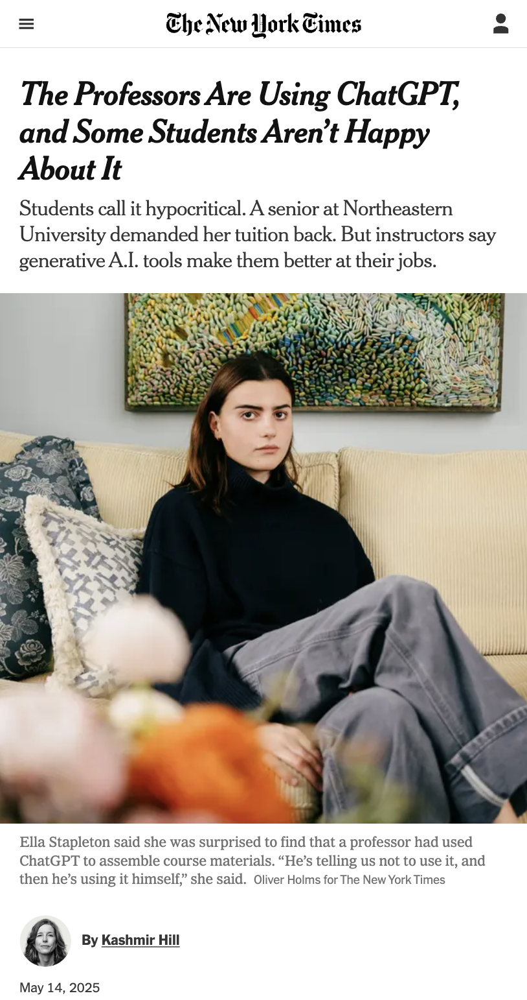 The New York Times
The Professors Are Using ChatGPT,
and Some Students Aren’t Happy
About It
Students call it hypocritical. A senior at Northeastern
University demanded her tuition back. But instructors say
generative A.I. tools make them better at their jobs.
Ella Stapleton said she was surprised to find that a professor had used
ChatGPT to assemble course materials. “He’s telling us not to use it, and
then he’s using it himself,” she said. Oliver Holms for The New York Times
By Kashmir Hill
May 14, 2025